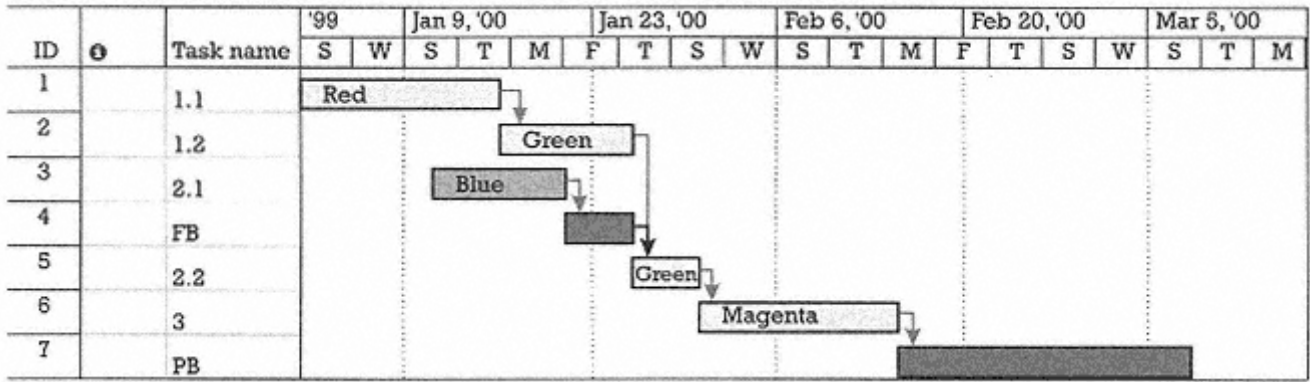 '99 Jan 9, '00 Jan 23, '00 Feb 6, '00 Feb 20, '00 Mar 5, '00
ID Task name S W S T M F T S W S T M F T S W S T M
1 1.1 Red
2 1.2 Green
3 2.1 Blue
4 FB
5 2.2 Green
6 3 Magenta
7 PB